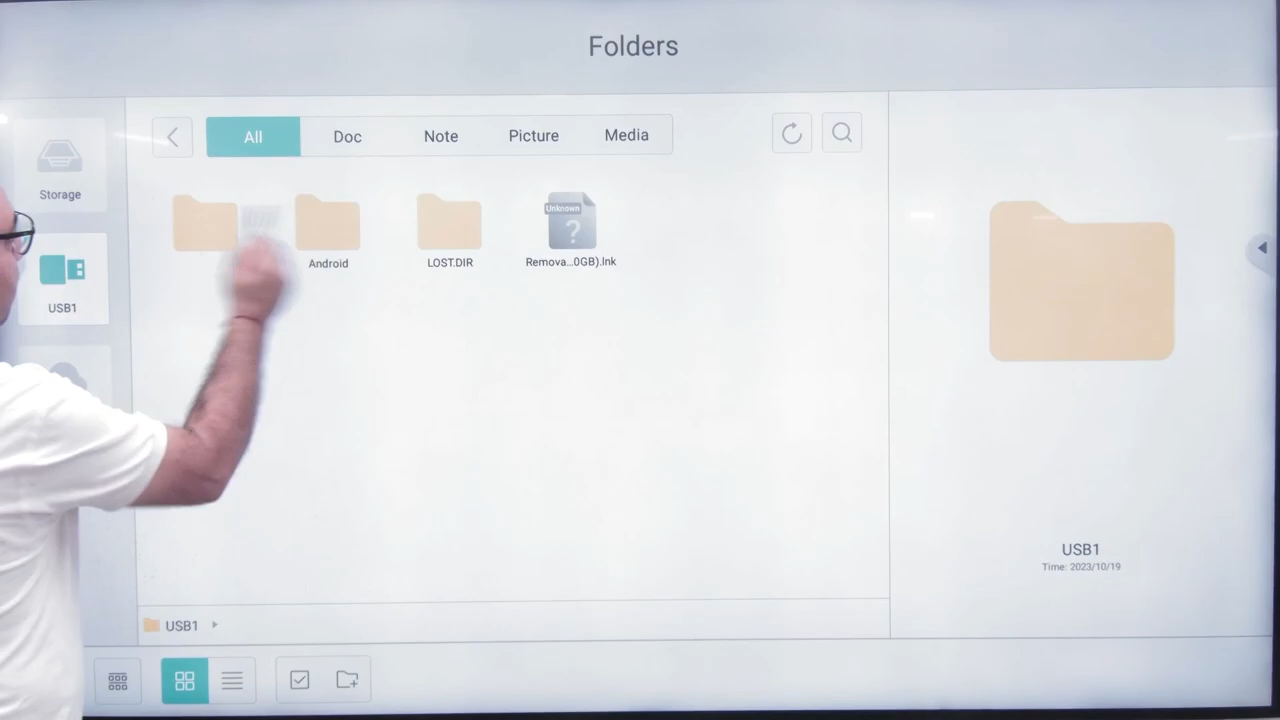 Folders
All Doc Note Picture Media
Storage
USB1
Android LOST.DIR Remova...0GB).lnk
Unknown
?
USB1
Time: 2023/10/19
USB1